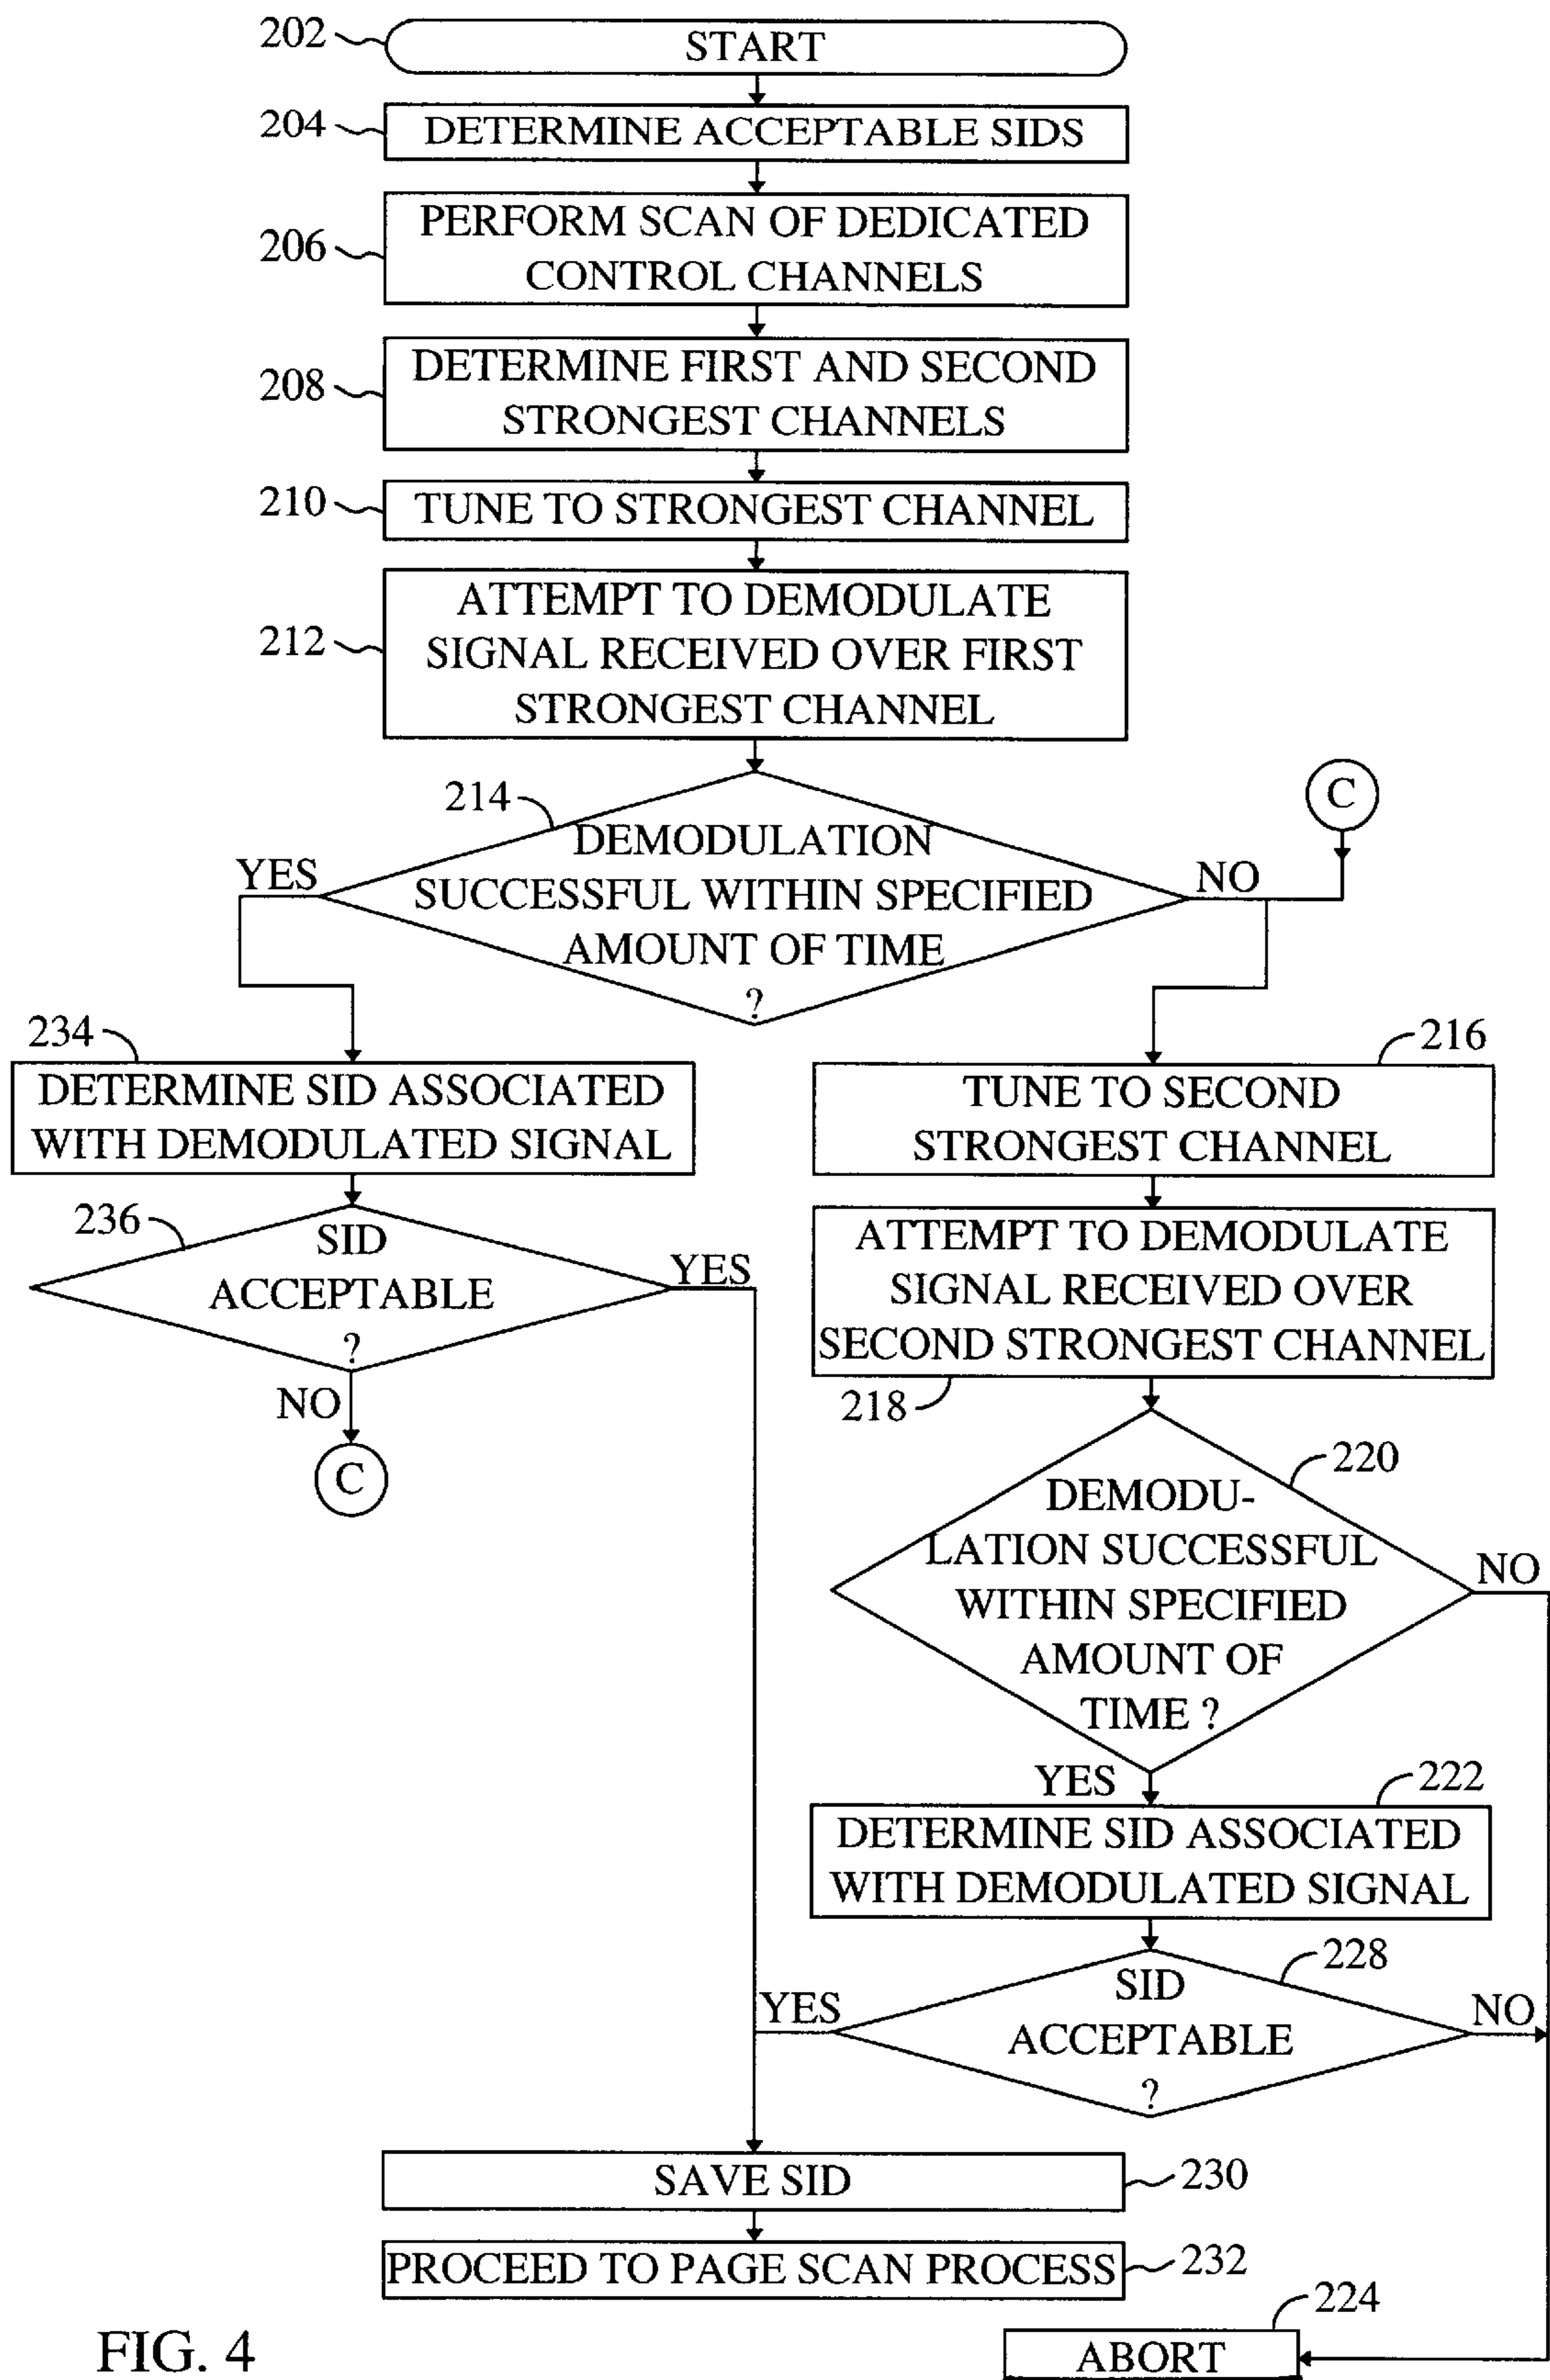 202
START
204
DETERMINE ACCEPTABLE SIDS
206
PERFORM SCAN OF DEDICATED
CONTROL CHANNELS
208
DETERMINE FIRST AND SECOND
STRONGEST CHANNELS
210
TUNE TO STRONGEST CHANNEL
212
ATTEMPT TO DEMODULATE
SIGNAL RECEIVED OVER FIRST
STRONGEST CHANNEL
214
DEMODULATION
SUCCESSFUL WITHIN SPECIFIED
AMOUNT OF TIME
?
YES
NO
C
234
DETERMINE SID ASSOCIATED
WITH DEMODULATED SIGNAL
236
SID
ACCEPTABLE
?
YES
NO
C
216
TUNE TO SECOND
STRONGEST CHANNEL
ATTEMPT TO DEMODULATE
SIGNAL RECEIVED OVER
SECOND STRONGEST CHANNEL
218
220
DEMODU-
LATION SUCCESSFUL
WITHIN SPECIFIED
AMOUNT OF
TIME ?
NO
YES
222
DETERMINE SID ASSOCIATED
WITH DEMODULATED SIGNAL
228
SID
ACCEPTABLE
?
YES
NO
SAVE SID
230
PROCEED TO PAGE SCAN PROCESS
232
224
ABORT
FIG. 4